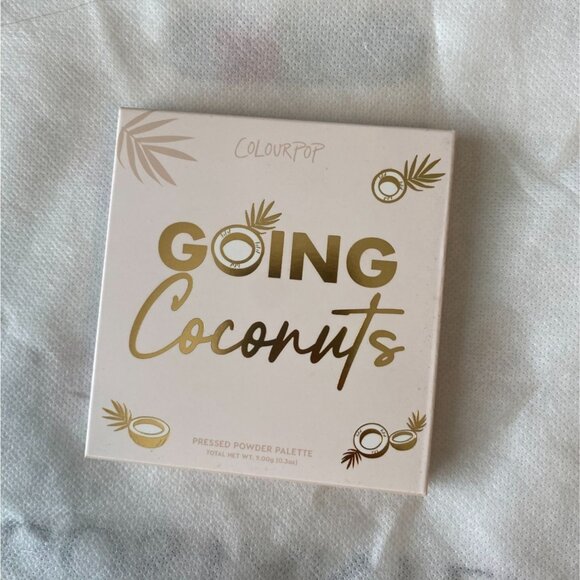 COLOURPOP
GOING
Coconuts
PRESSED POWDER PALETTE
TOTAL NET WT. 9.00g (0.3oz)